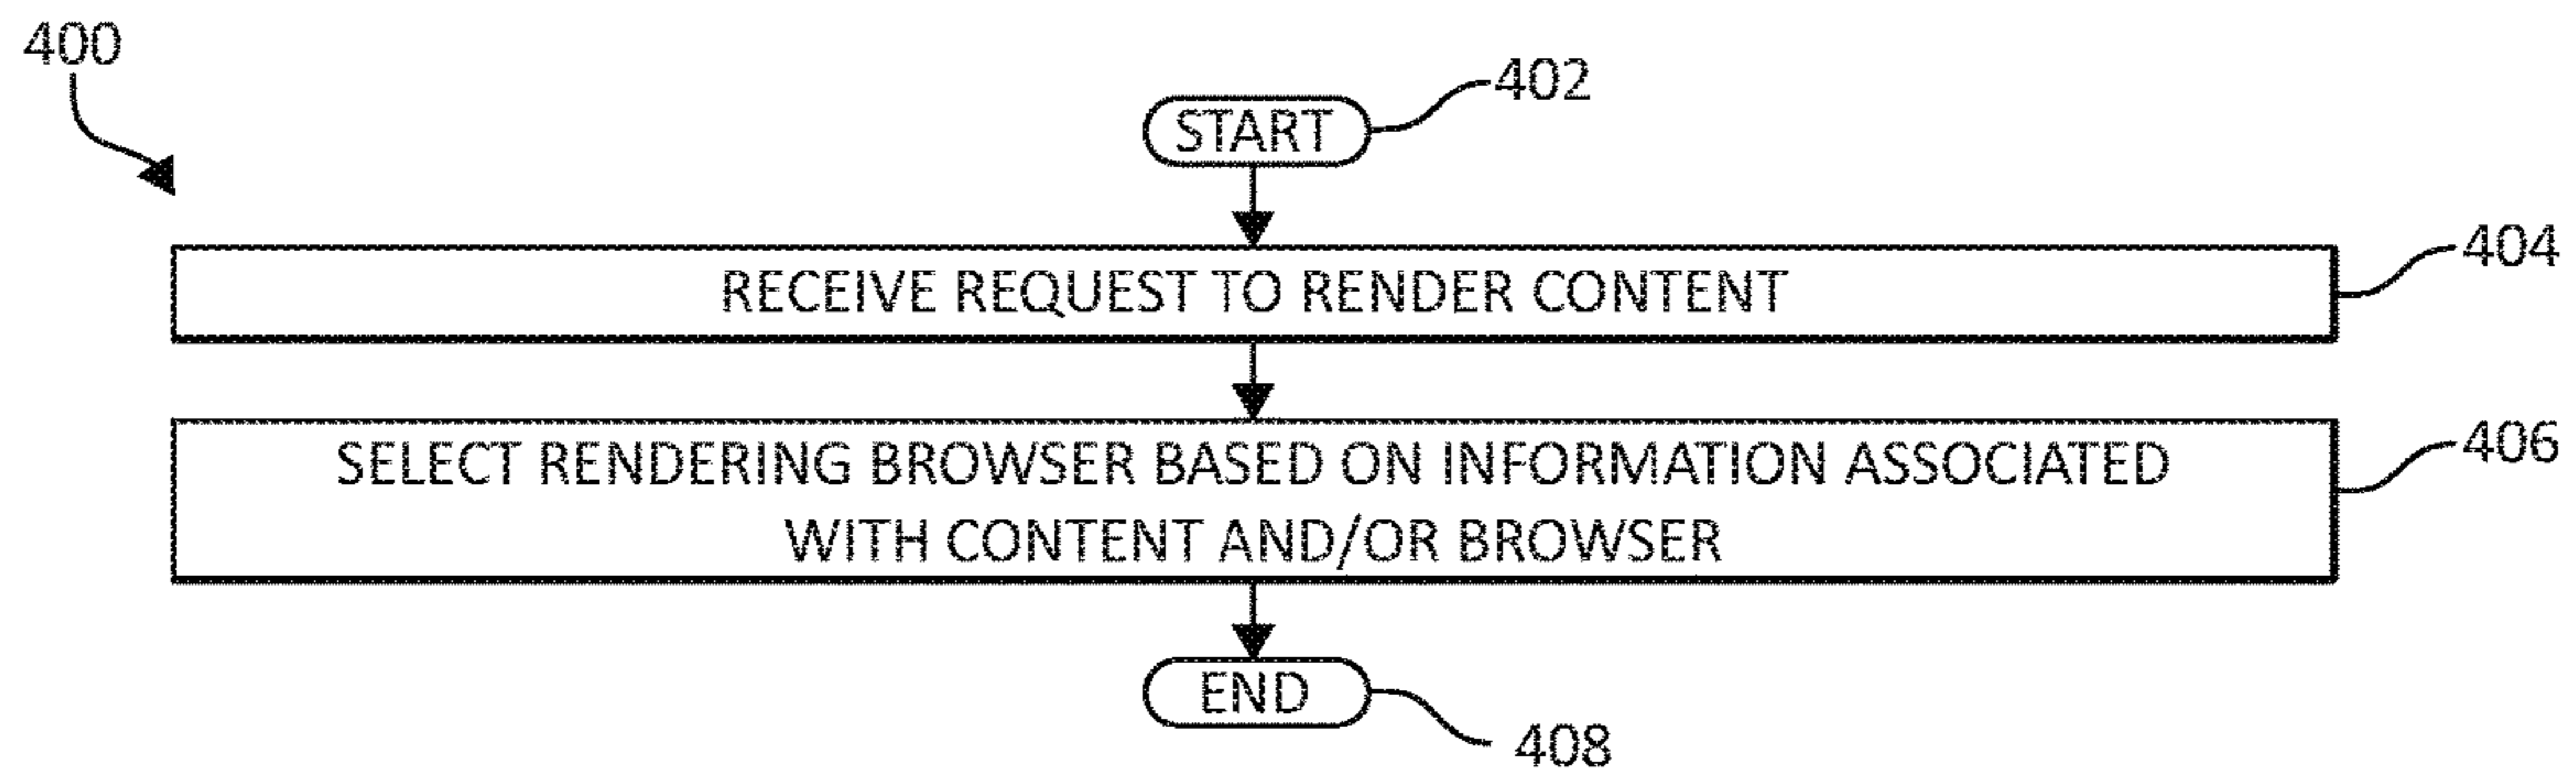 400
START
402
RECEIVE REQUEST TO RENDER CONTENT
404
SELECT RENDERING BROWSER BASED ON INFORMATION ASSOCIATED
WITH CONTENT AND/OR BROWSER
406
END
408